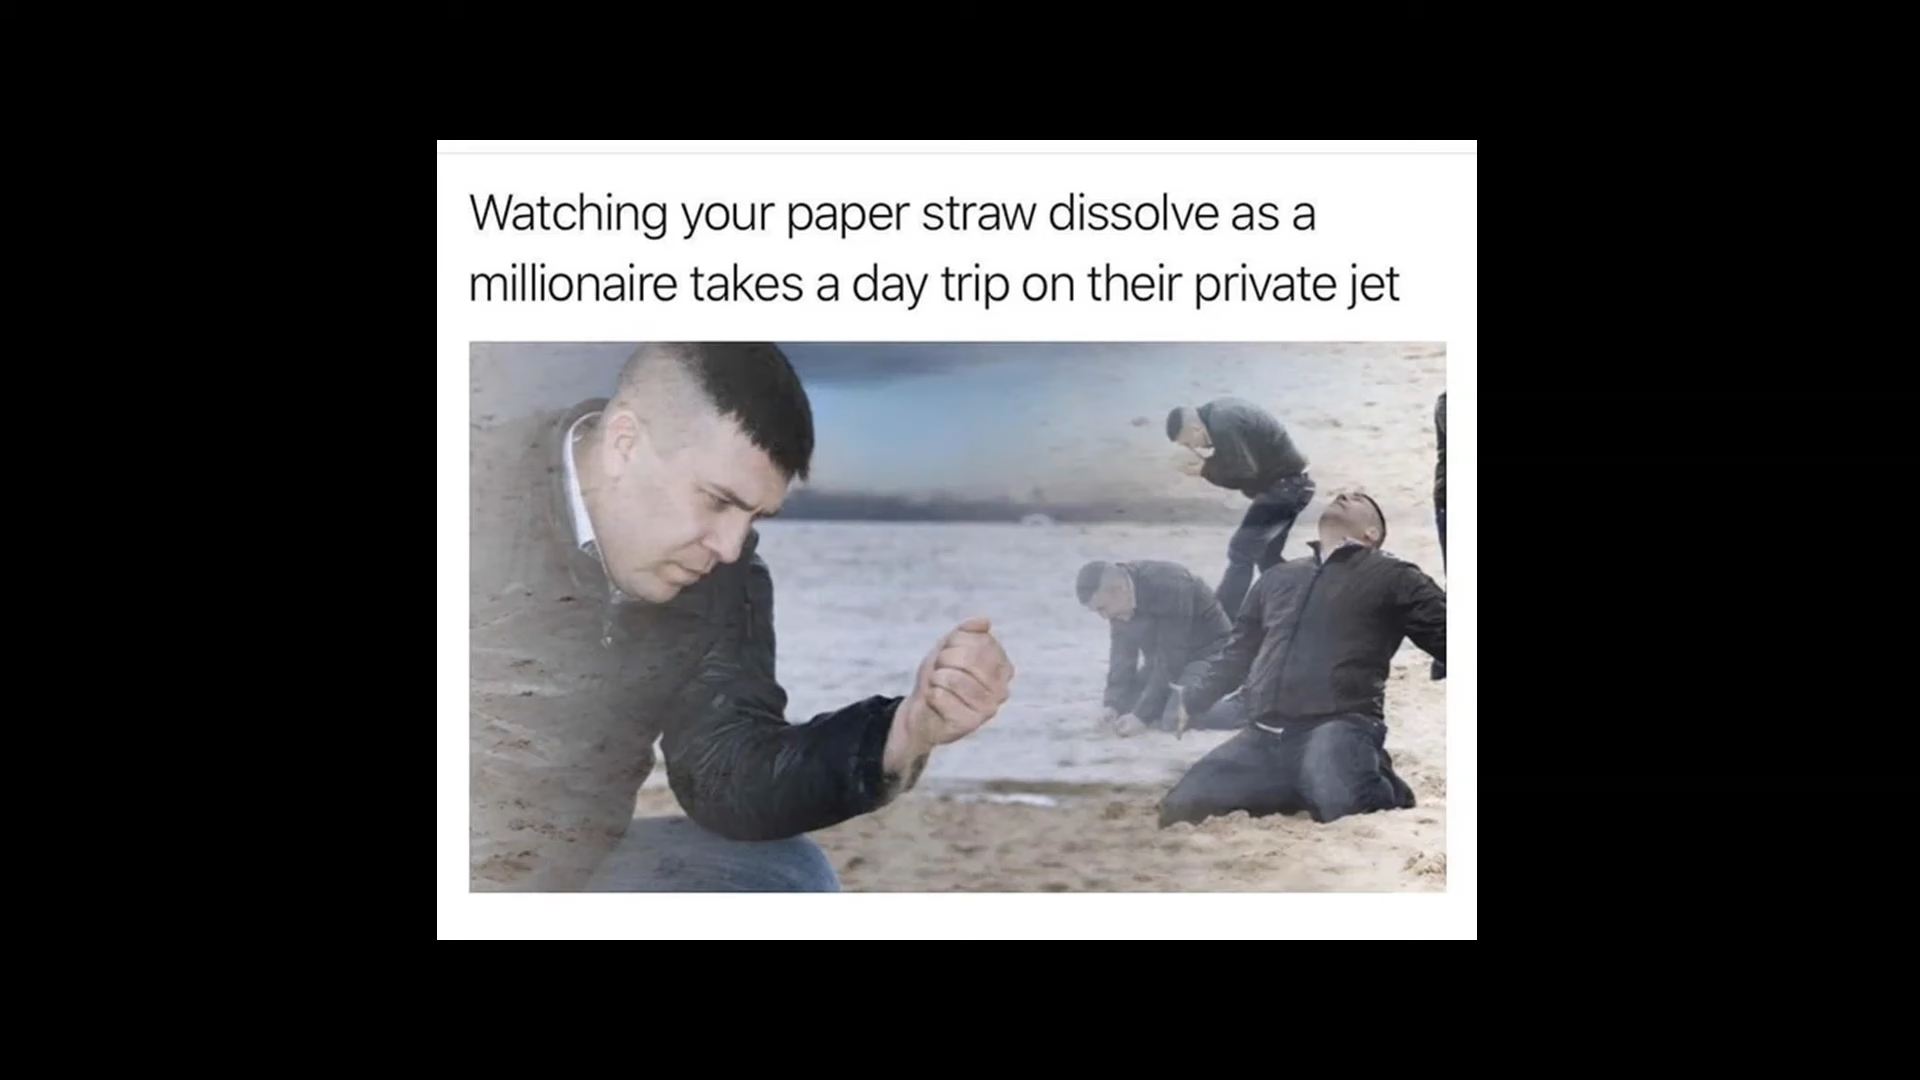 Watching your paper straw dissolve as a
millionaire takes a day trip on their private jet